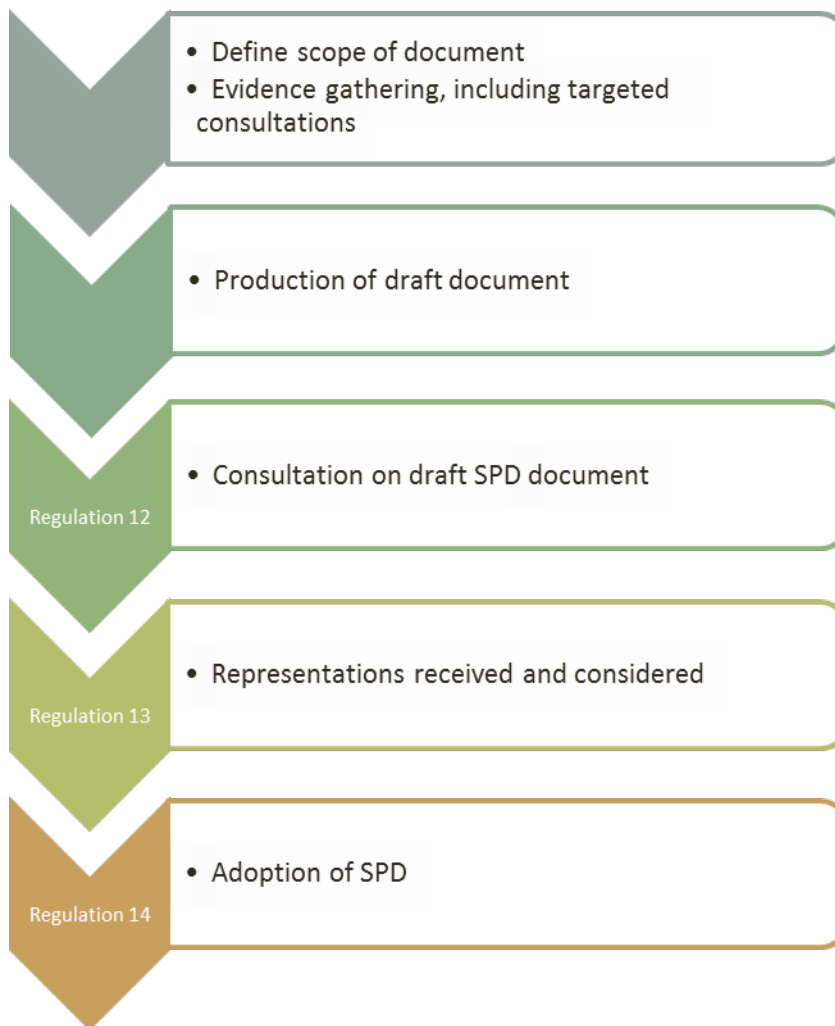 • Define scope of document
• Evidence gathering, including targeted
consultations
• Production of draft document
• Consultation on draft SPD document
Regulation 12
• Representations received and considered
Regulation 13
• Adoption of SPD
Regulation 14